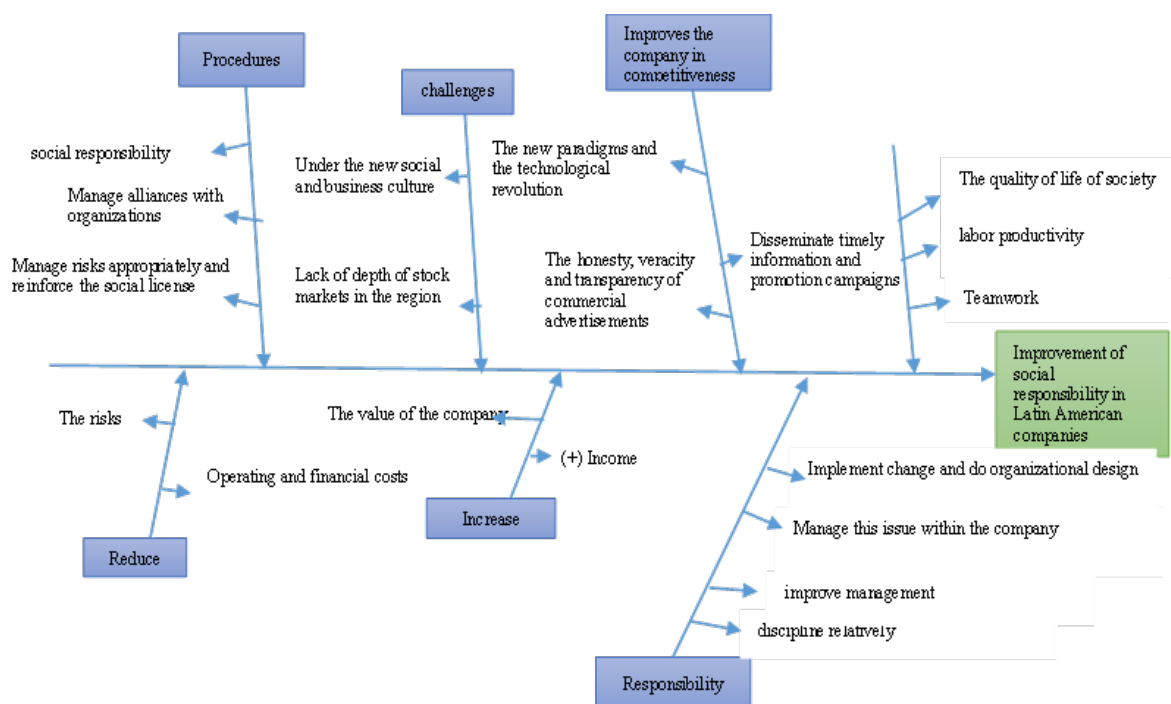 Procedures
challenges
Improves the
company in
competitiveness
social responsibility
Manage alliances with
organizations
Manage risks appropriately and
reinforce the social license
Under the new social
and business culture
Lack of depth of stock
markets in the region
The new paradigms and
the technological
revolution
The honesty, veracity
and transparency of
commercial
advertisements
Disseminate timely
information and
promotion campaigns
The quality of life of society
labor productivity
Teamwork
Improvement of
social
responsibility in
Latin American
companies
The risks
Operating and financial costs
Reduce
The value of the company
(+) Income
Increase
Implement change and do organizational design
Manage this issue within the company
improve management
discipline relatively
Responsibility